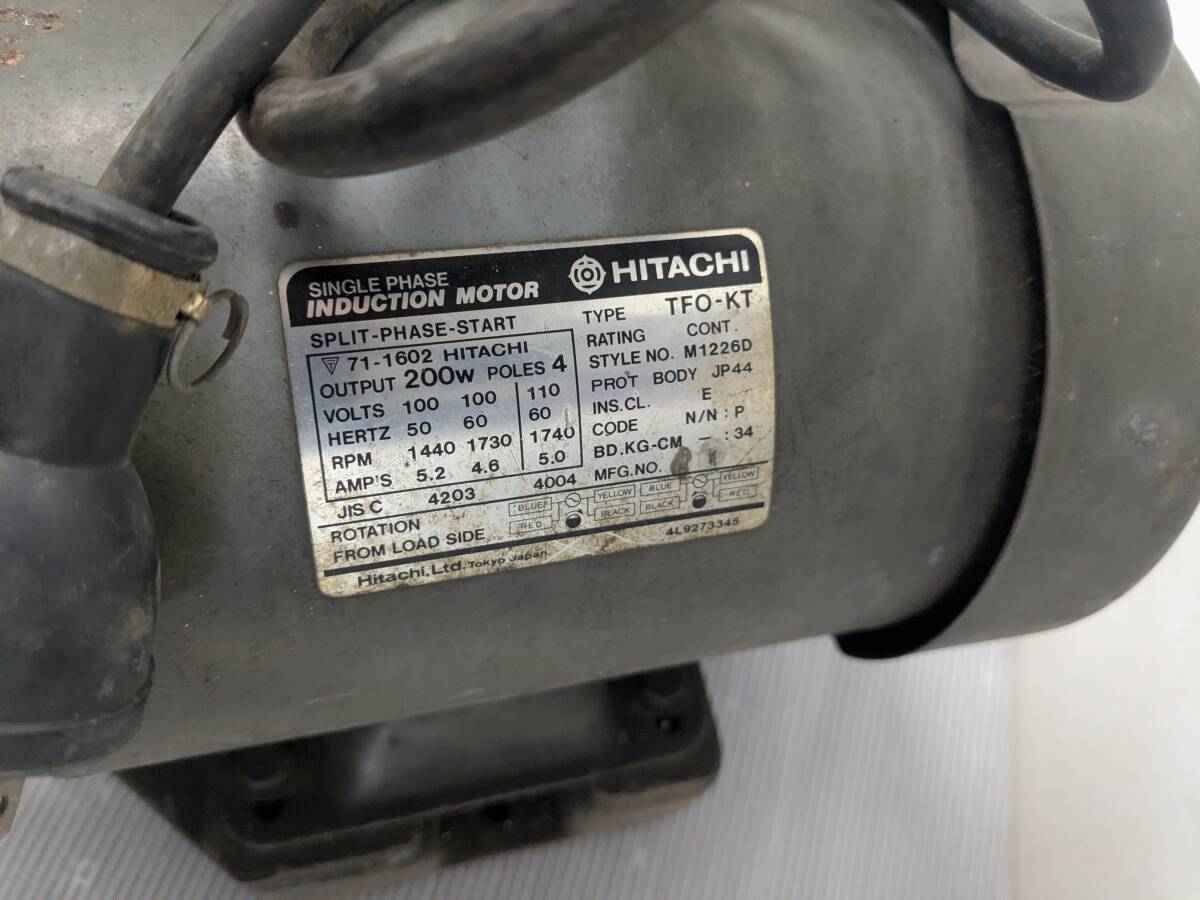 SINGLE PHASE
INDUCTION MOTOR
HITACHI
SPLIT-PHASE-START
TYPE TFO-KT
71-1602 HITACHI
RATING CONT.
OUTPUT 200W POLES 4
STYLE NO. M1226D
VOLTS 100 100 110
PROT BODY JP44
HERTZ 50 60 60
INS.CL. E
RPM 1440 1730 1740
CODE N/N : P
AMP'S 5.2 4.6 5.0
BD.KG-CM — : 34
JIS C 4203 4004
MFG.NO.
ROTATION
FROM LOAD SIDE
BLUE YELLOW BLUE YELLOW
RED BLACK BLACK RED
Hitachi, Ltd. Tokyo Japan.
4L9273345